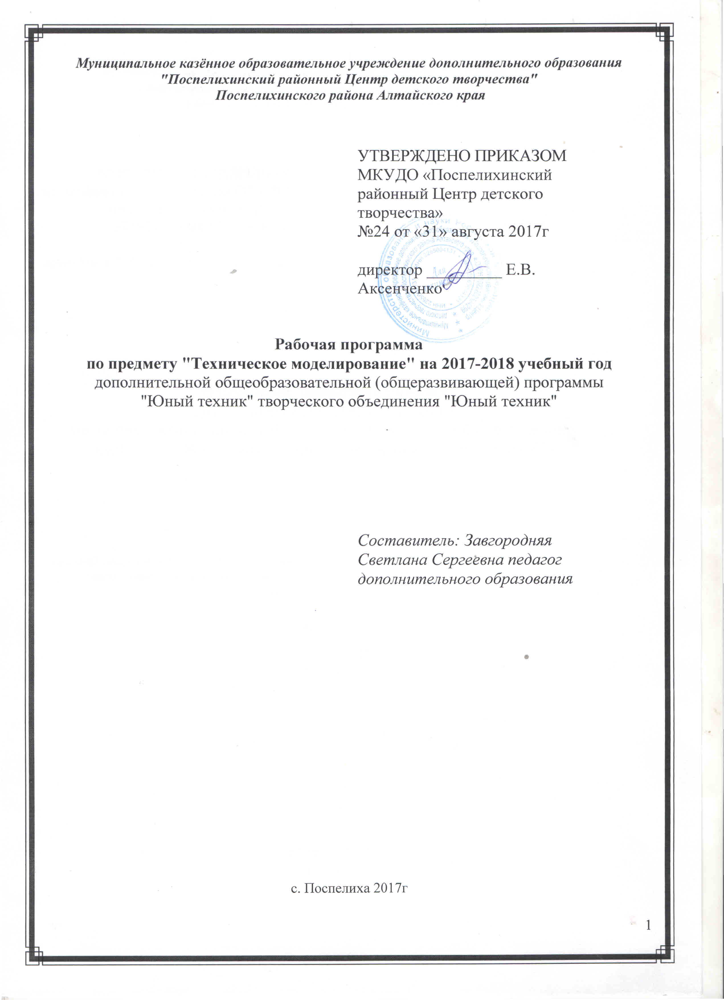 Муниципальное казённое образовательное учреждение дополнительного образования
"Поспелихинский районный Центр детского творчества"
Поспелихинского района Алтайского края
УТВЕРЖДЕНО ПРИКАЗОМ
МКУДО «Поспелихинский
районный Центр детского
творчества»
№24 от «31» августа 2017г
директор _________ Е.В.
Аксенченко
Рабочая программа
по предмету "Техническое моделирование" на 2017-2018 учебный год
дополнительной общеобразовательной (общеразвивающей) программы
"Юный техник" творческого объединения "Юный техник"
Составитель: Завгородняя
Светлана Сергеевна педагог
дополнительного образования
с. Поспелиха 2017г
1